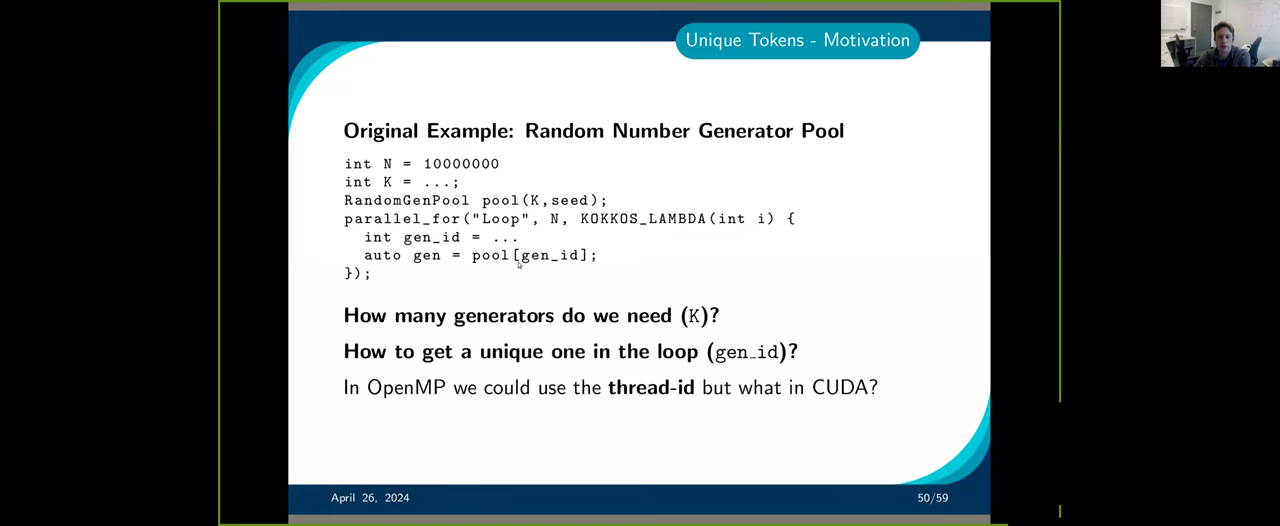 Unique Tokens - Motivation
Original Example: Random Number Generator Pool
int N = 10000000
int K = ...;
RandomGenPool pool(K,seed);
parallel_for("Loop", N, KOKKOS_LAMBDA(int i) {
  int gen_id = ...
  auto gen = pool[gen_id];
});
How many generators do we need (K)?
How to get a unique one in the loop (gen_id)?
In OpenMP we could use the thread-id but what in CUDA?
April 26, 2024
50/59